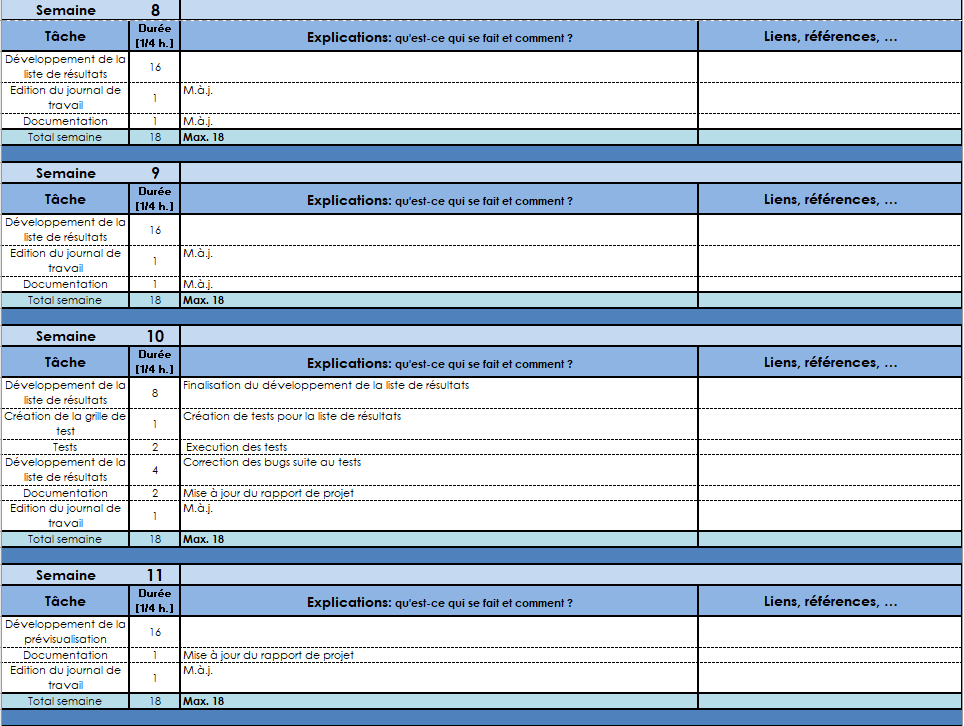 Semaine 8
Tâche Durée [1/4 h.] Explications: qu'est-ce qui se fait et comment ? Liens, références, ...
Développement de la liste de résultats 16
Edition du journal de travail 1 M.à.j.
Documentation 1 M.à.j.
Total semaine 18 Max. 18
Semaine 9
Tâche Durée [1/4 h.] Explications: qu'est-ce qui se fait et comment ? Liens, références, ...
Développement de la liste de résultats 16
Edition du journal de travail 1 M.à.j.
Documentation 1 M.à.j.
Total semaine 18 Max. 18
Semaine 10
Tâche Durée [1/4 h.] Explications: qu'est-ce qui se fait et comment ? Liens, références, ...
Développement de la liste de résultats 8 Finalisation du développement de la liste de résultats
Création de la grille de test 1 Création de tests pour la liste de résultats
Tests 2 Execution des tests
Développement de la liste de résultats 4 Correction des bugs suite au tests
Documentation 2 Mise à jour du rapport de projet
Edition du journal de travail 1 M.à.j.
Total semaine 18 Max. 18
Semaine 11
Tâche Durée [1/4 h.] Explications: qu'est-ce qui se fait et comment ? Liens, références, ...
Développement de la prévisualisation 16
Documentation 1 Mise à jour du rapport de projet
Edition du journal de travail 1 M.à.j.
Total semaine 18 Max. 18